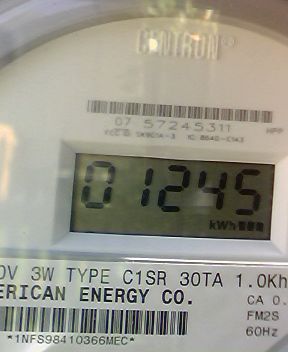 CENTRON®
07 57245311 HPP
01245
kWh
0V 3W TYPE C1SR 30TA 1.0Kh
ERICAN ENERGY CO.
CA 0.
FM2S
60Hz
*1NFS98410366MEC*